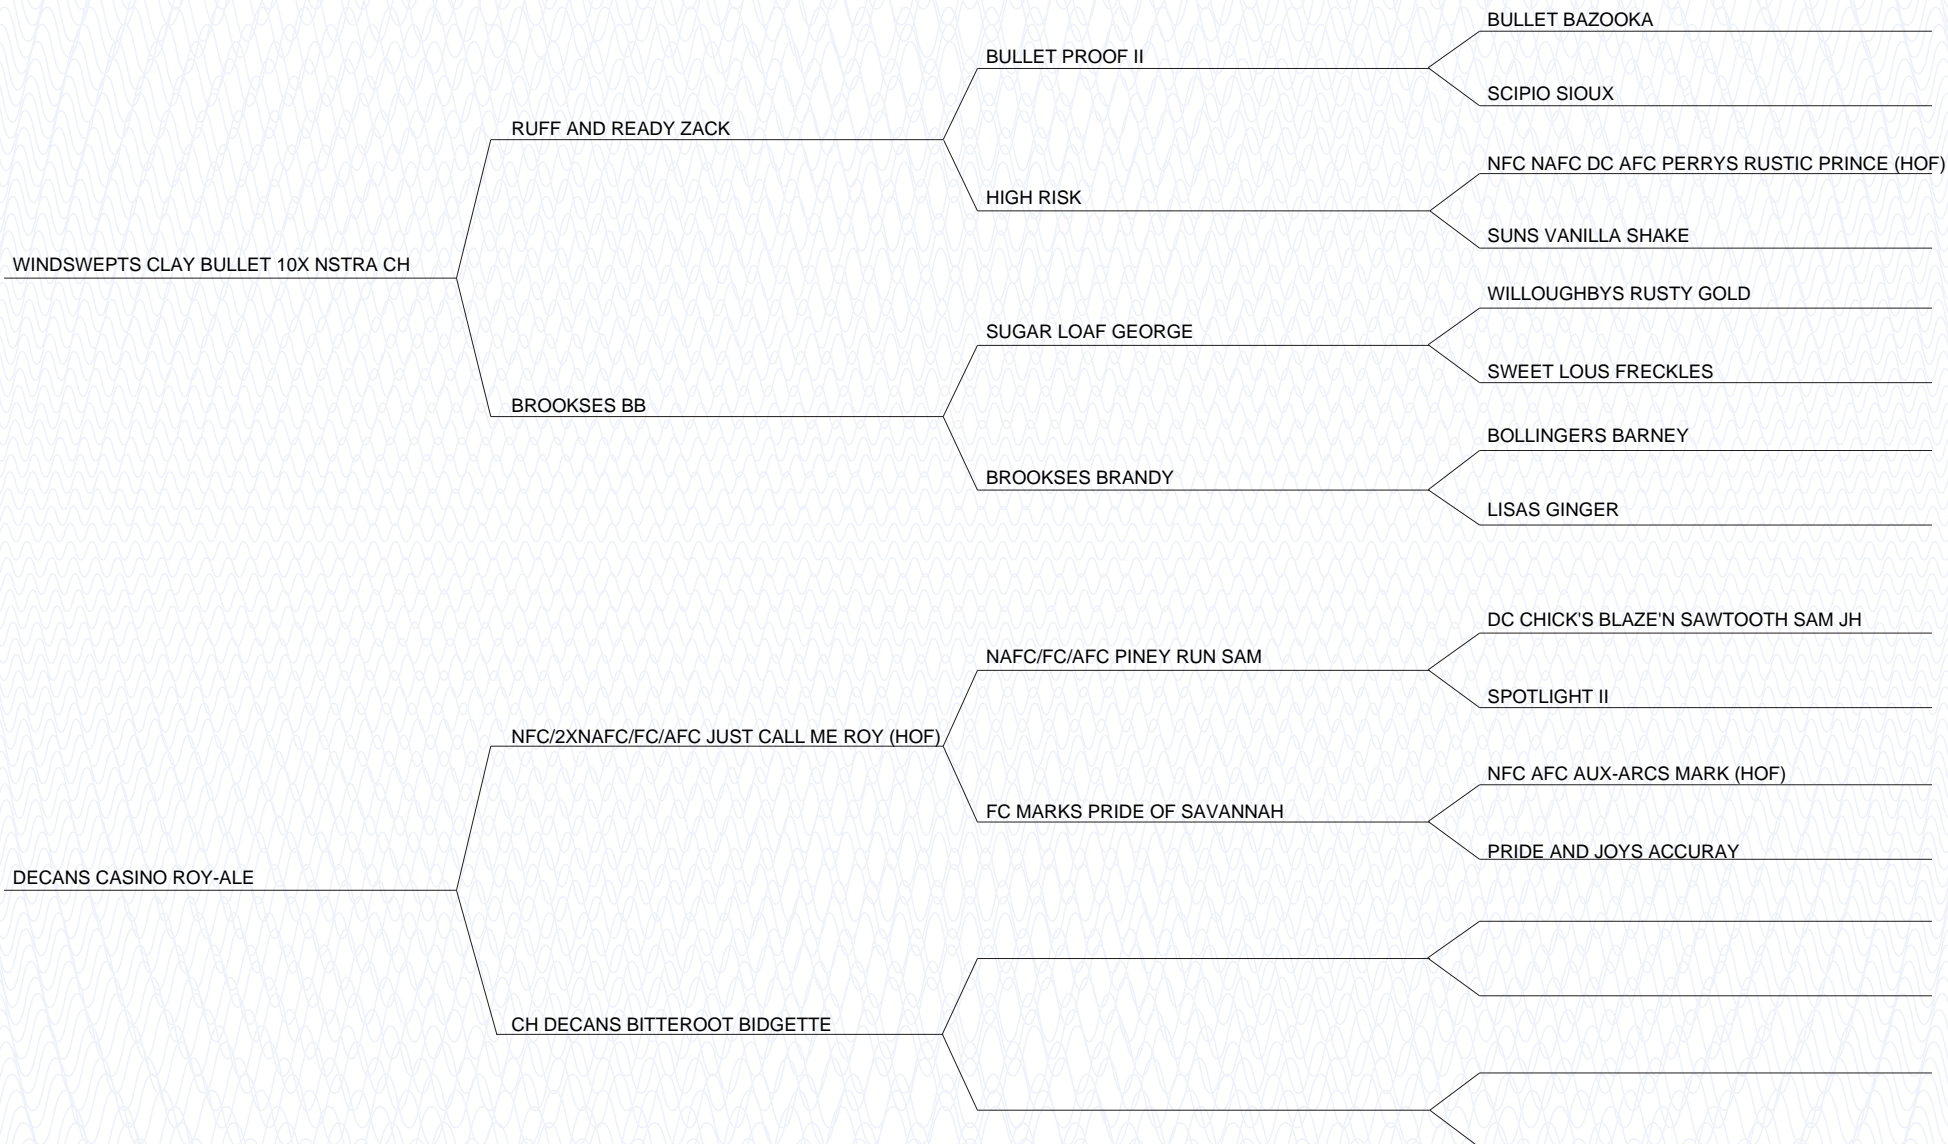 BULLET BAZOOKA
BULLET PROOF II
SCIPIO SIOUX
RUFF AND READY ZACK
NFC NAFC DC AFC PERRYS RUSTIC PRINCE (HOF)
HIGH RISK
SUNS VANILLA SHAKE
WINDSWEPTS CLAY BULLET 10X NSTRA CH
WILLOUGHBYS RUSTY GOLD
SUGAR LOAF GEORGE
SWEET LOUS FRECKLES
BROOKSES BB
BOLLINGERS BARNEY
BROOKSES BRANDY
LISAS GINGER
DC CHICK'S BLAZE'N SAWTOOTH SAM JH
NAFC/FC/AFC PINEY RUN SAM
SPOTLIGHT II
NFC/2XNAFC/FC/AFC JUST CALL ME ROY (HOF)
NFC AFC AUX-ARCS MARK (HOF)
FC MARKS PRIDE OF SAVANNAH
PRIDE AND JOYS ACCURAY
DECANS CASINO ROY-ALE
CH DECANS BITTEROOT BIDGETTE